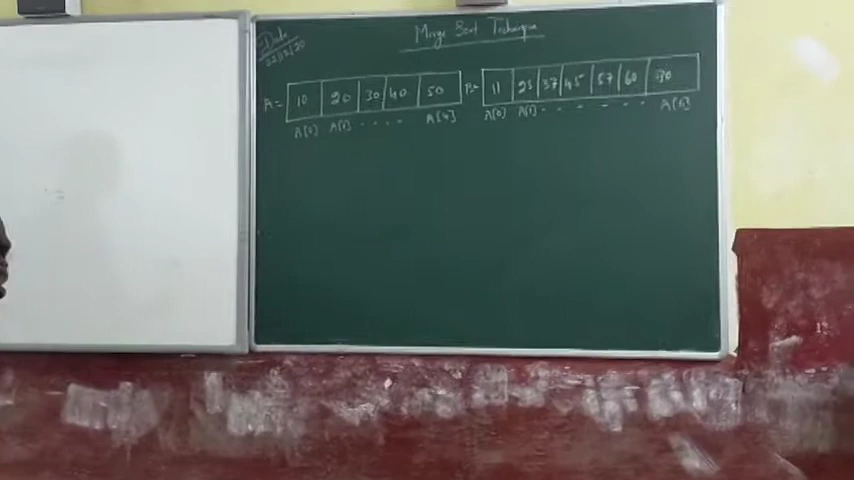 Merge Sort Technique
Date
A = 10 20 30 40 50 B= 11 25 37 45 57 60
A[0] A[1] . . . . A[4] A[0] A[1] - - - - - - A[6]